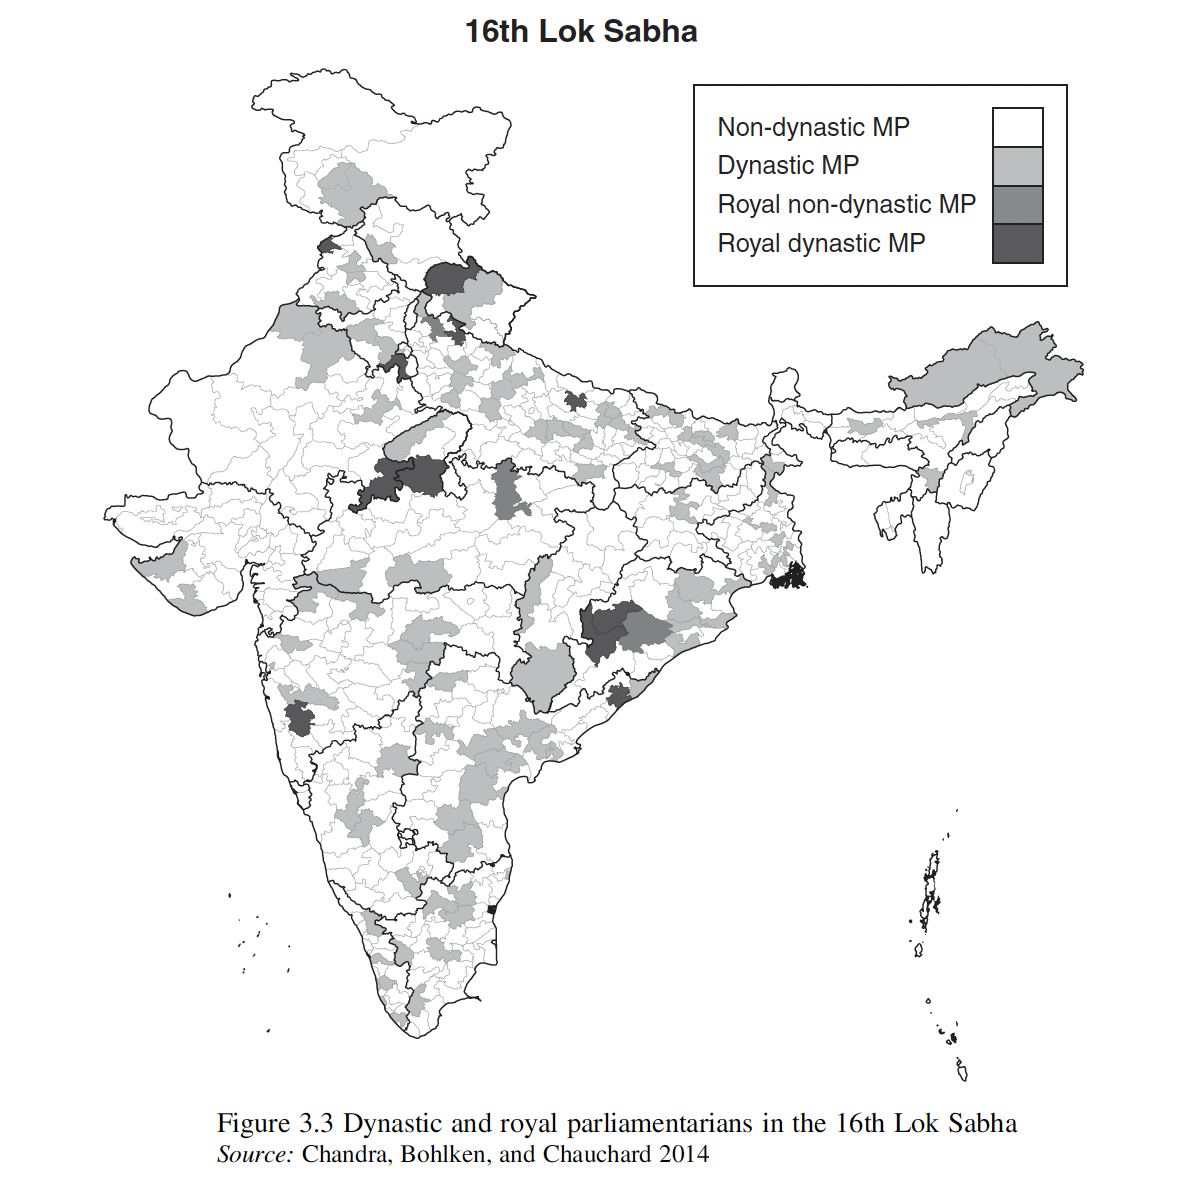 16th Lok Sabha
Non-dynastic MP
Dynastic MP
Royal non-dynastic MP
Royal dynastic MP
Figure 3.3 Dynastic and royal parliamentarians in the 16th Lok Sabha
Source: Chandra, Bohlken, and Chauchard 2014